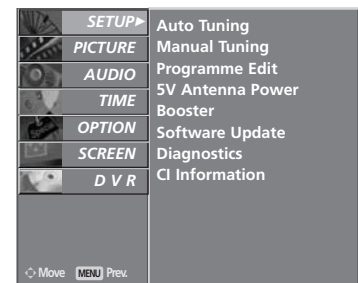 SETUP
PICTURE
AUDIO
TIME
OPTION
SCREEN
D V R
Auto Tuning
Manual Tuning
Programme Edit
5V Antenna Power
Booster
Software Update
Diagnostics
CI Information
Move MENU Prev.